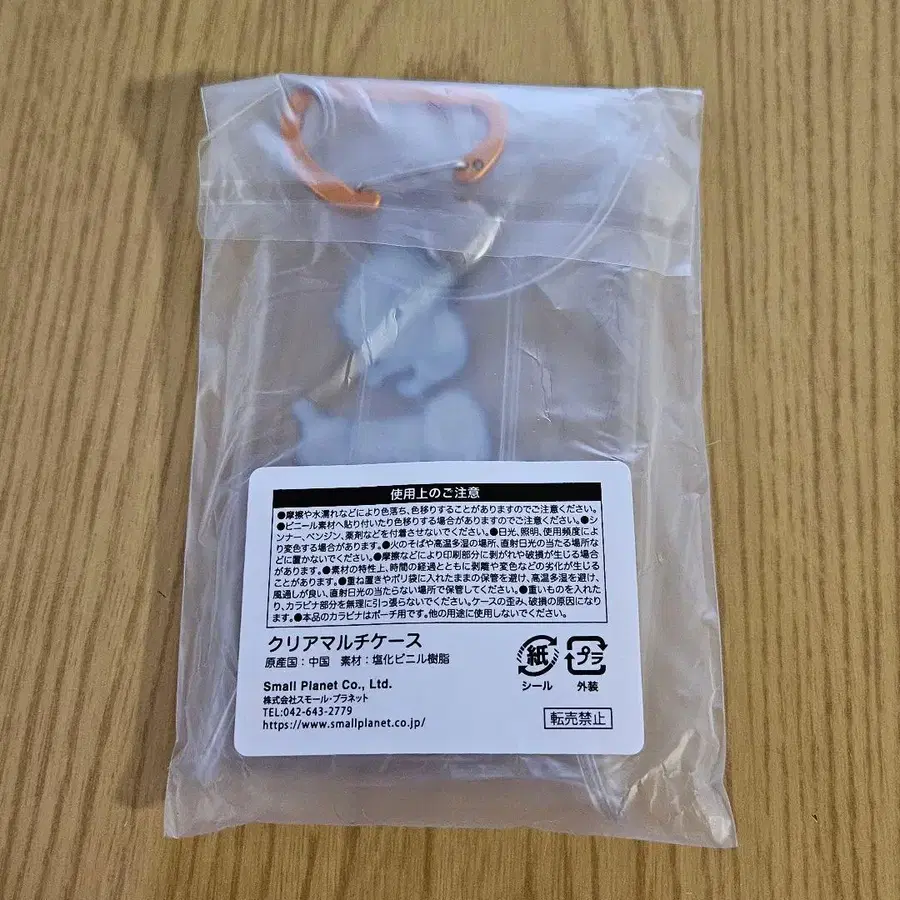 使用上のご注意
●摩擦や水濡れなどにより色落ち、色移りすることがありますのでご注意ください。
●ビニール素材へ貼り付いたり色移りする場合がありますのでご注意ください。●シ
ンナー、ベンジン、薬剤などを付着させないでください。●日光、照明、使用頻度によ
り変色する場合があります。●火のそばや高温多湿の場所、直射日光の当たる場所な
どに置かないでください。●摩擦などにより印刷部分に剥がれや破損が生じる場合
があります。●素材の特性上、時間の経過とともに剥離や変色などの劣化が生じる
ことがあります。●重ね置きやポリ袋に入れたままの保管を避け、高温多湿を避け、
風通しが良い、直射日光の当たらない場所で保管してください。●重いものを入れた
り、カラビナ部分を無理に引っ張らないでください。ケースの歪み、破損の原因になり
ます。●本品のカラビナはポーチ用です。他の用途に使用しないでください。
クリアマルチケース
原産国：中国 素材：塩化ビニル樹脂
Small Planet Co., Ltd.
株式会社スモール・プラネット
TEL:042-643-2779
https://www.smallplanet.co.jp/
紙 プラ
シール 外装
転売禁止